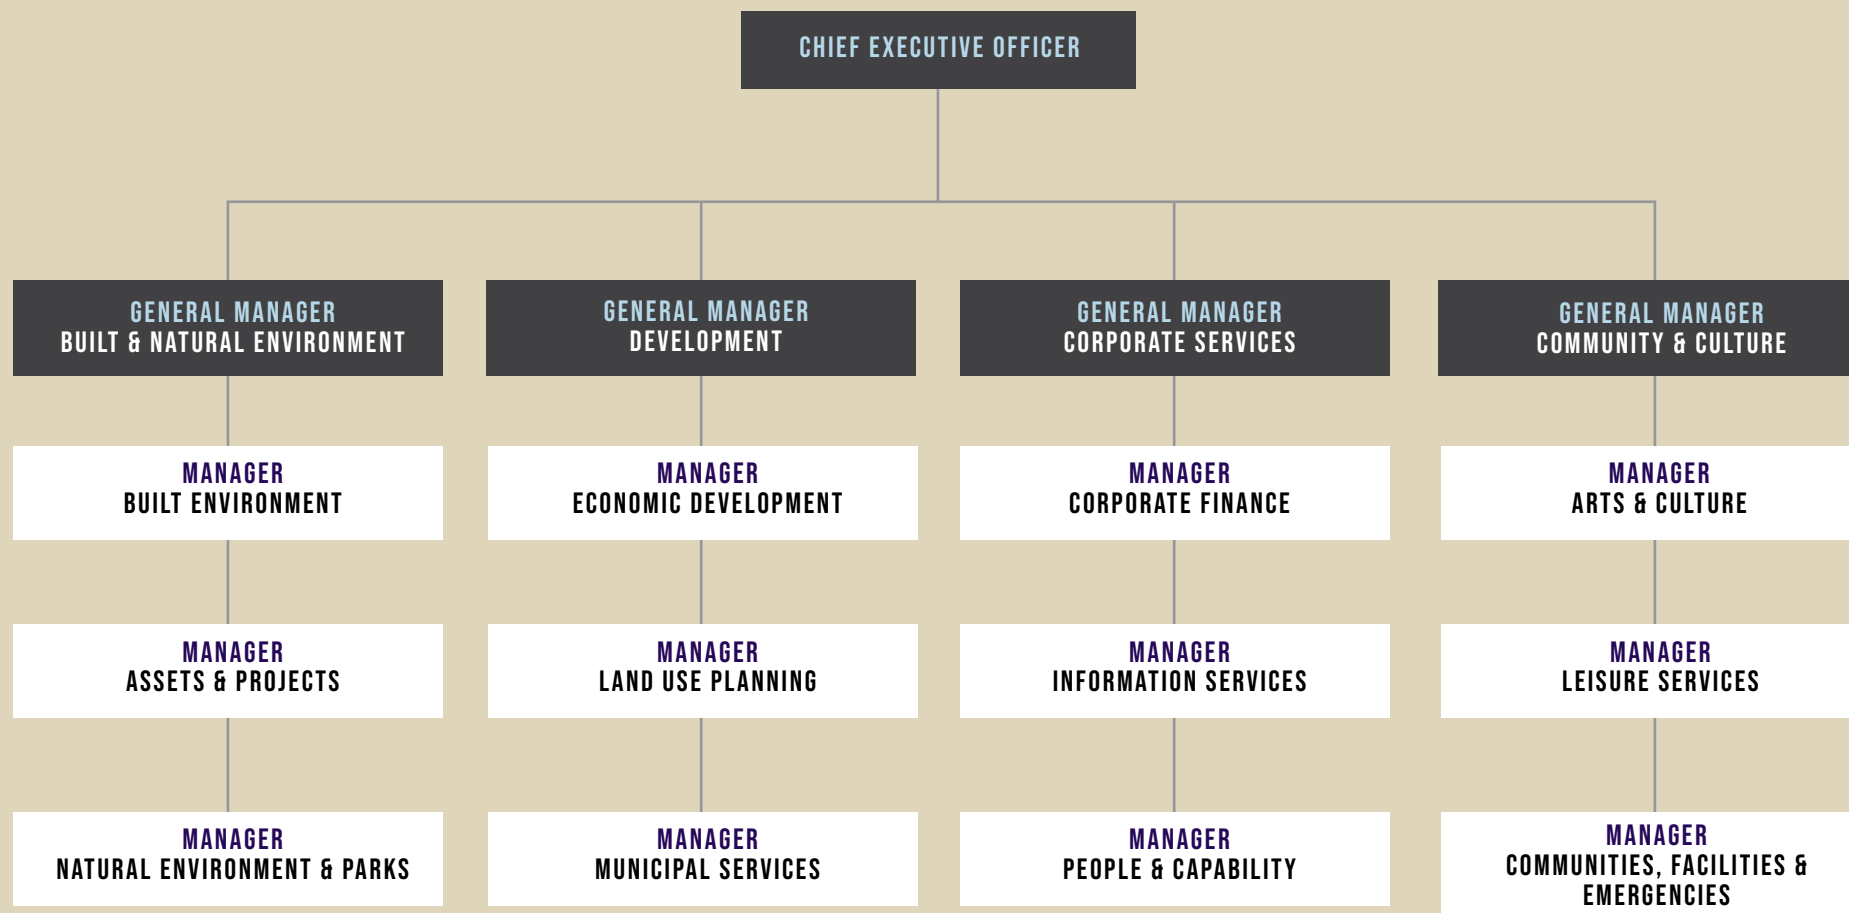 CHIEF EXECUTIVE OFFICER
GENERAL MANAGER
BUILT & NATURAL ENVIRONMENT
GENERAL MANAGER
DEVELOPMENT
GENERAL MANAGER
CORPORATE SERVICES
GENERAL MANAGER
COMMUNITY & CULTURE
MANAGER
BUILT ENVIRONMENT
MANAGER
ECONOMIC DEVELOPMENT
MANAGER
CORPORATE FINANCE
MANAGER
ARTS & CULTURE
MANAGER
ASSETS & PROJECTS
MANAGER
LAND USE PLANNING
MANAGER
INFORMATION SERVICES
MANAGER
LEISURE SERVICES
MANAGER
NATURAL ENVIRONMENT & PARKS
MANAGER
MUNICIPAL SERVICES
MANAGER
PEOPLE & CAPABILITY
MANAGER
COMMUNITIES, FACILITIES &
EMERGENCIES